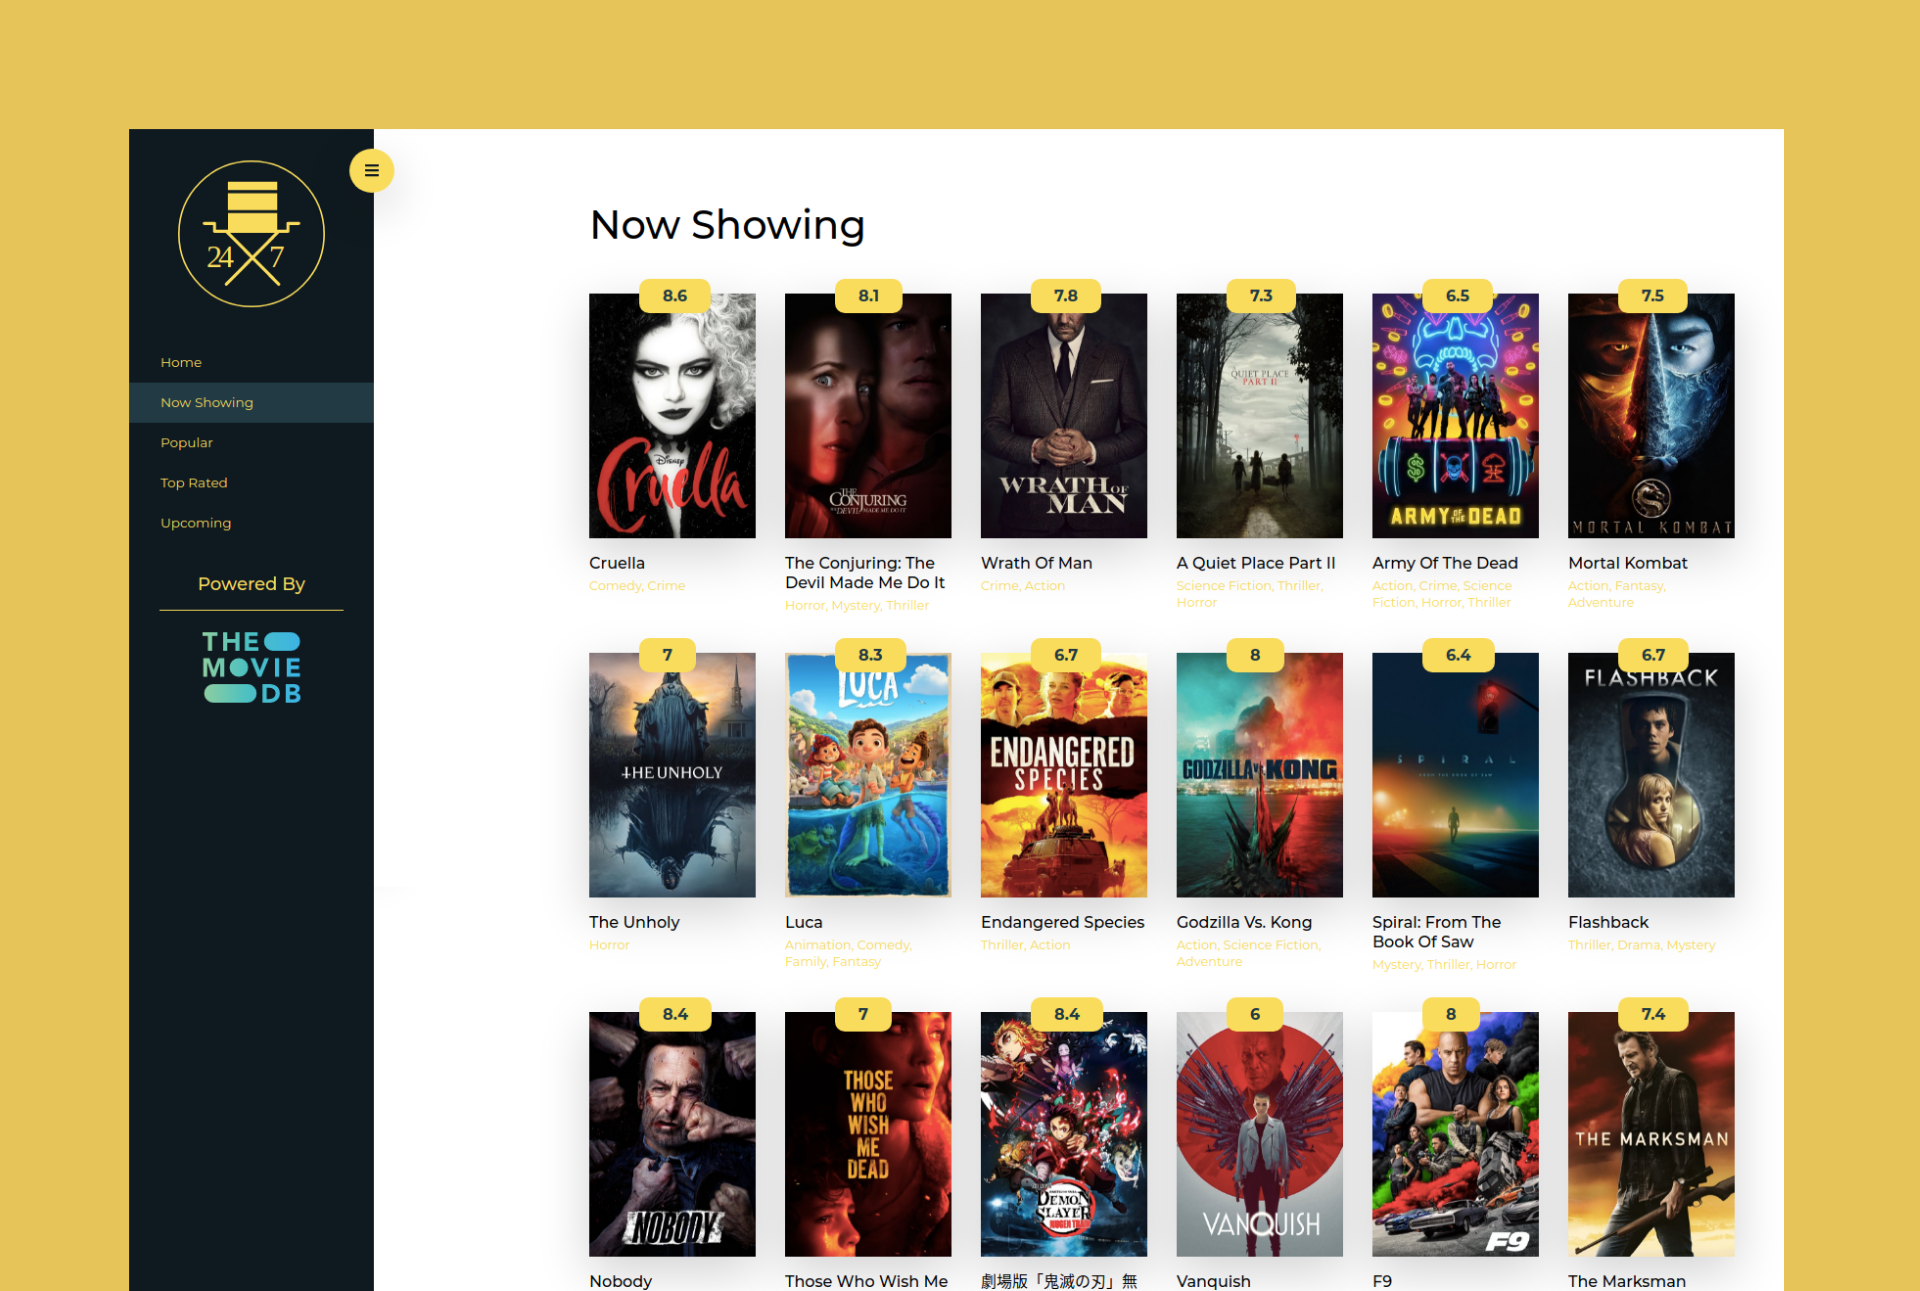 24 7
Home
Now Showing
Popular
Top Rated
Upcoming
Powered By
THE
MOVIE
DB
Now Showing
8.6
8.1
7.8
7.3
6.5
7.5
DISNEY
Cruella
THE
CONJURING
THE DEVIL MADE ME DO IT
WRATH OF
MAN
A QUIET PLACE
PART II
ARMY OF THE DEAD
MORTAL KOMBAT
Cruella
Comedy, Crime
The Conjuring: The
Devil Made Me Do It
Horror, Mystery, Thriller
Wrath Of Man
Crime, Action
A Quiet Place Part II
Science Fiction, Thriller,
Horror
Army Of The Dead
Action, Crime, Science
Fiction, Horror, Thriller
Mortal Kombat
Action, Fantasy,
Adventure
7
8.3
6.7
8
6.4
6.7
THE UNHOLY
LUCA
ENDANGERED
SPECIES
GODZILLA VS KONG
SPIRAL
FROM THE BOOK OF SAW
FLASHBACK
The Unholy
Horror
Luca
Animation, Comedy,
Family, Fantasy
Endangered Species
Thriller, Action
Godzilla Vs. Kong
Action, Science Fiction,
Adventure
Spiral: From The
Book Of Saw
Mystery, Thriller, Horror
Flashback
Thriller, Drama, Mystery
8.4
7
8.4
6
8
7.4
NOBODY
THOSE
WHO
WISH
ME
DEAD
DEMON
SLAYER
MUGEN TRAIN
VANQUISH
F9
THE MARKSMAN
Nobody
Those Who Wish Me
劇場版「鬼滅の刃」無
Vanquish
F9
The Marksman